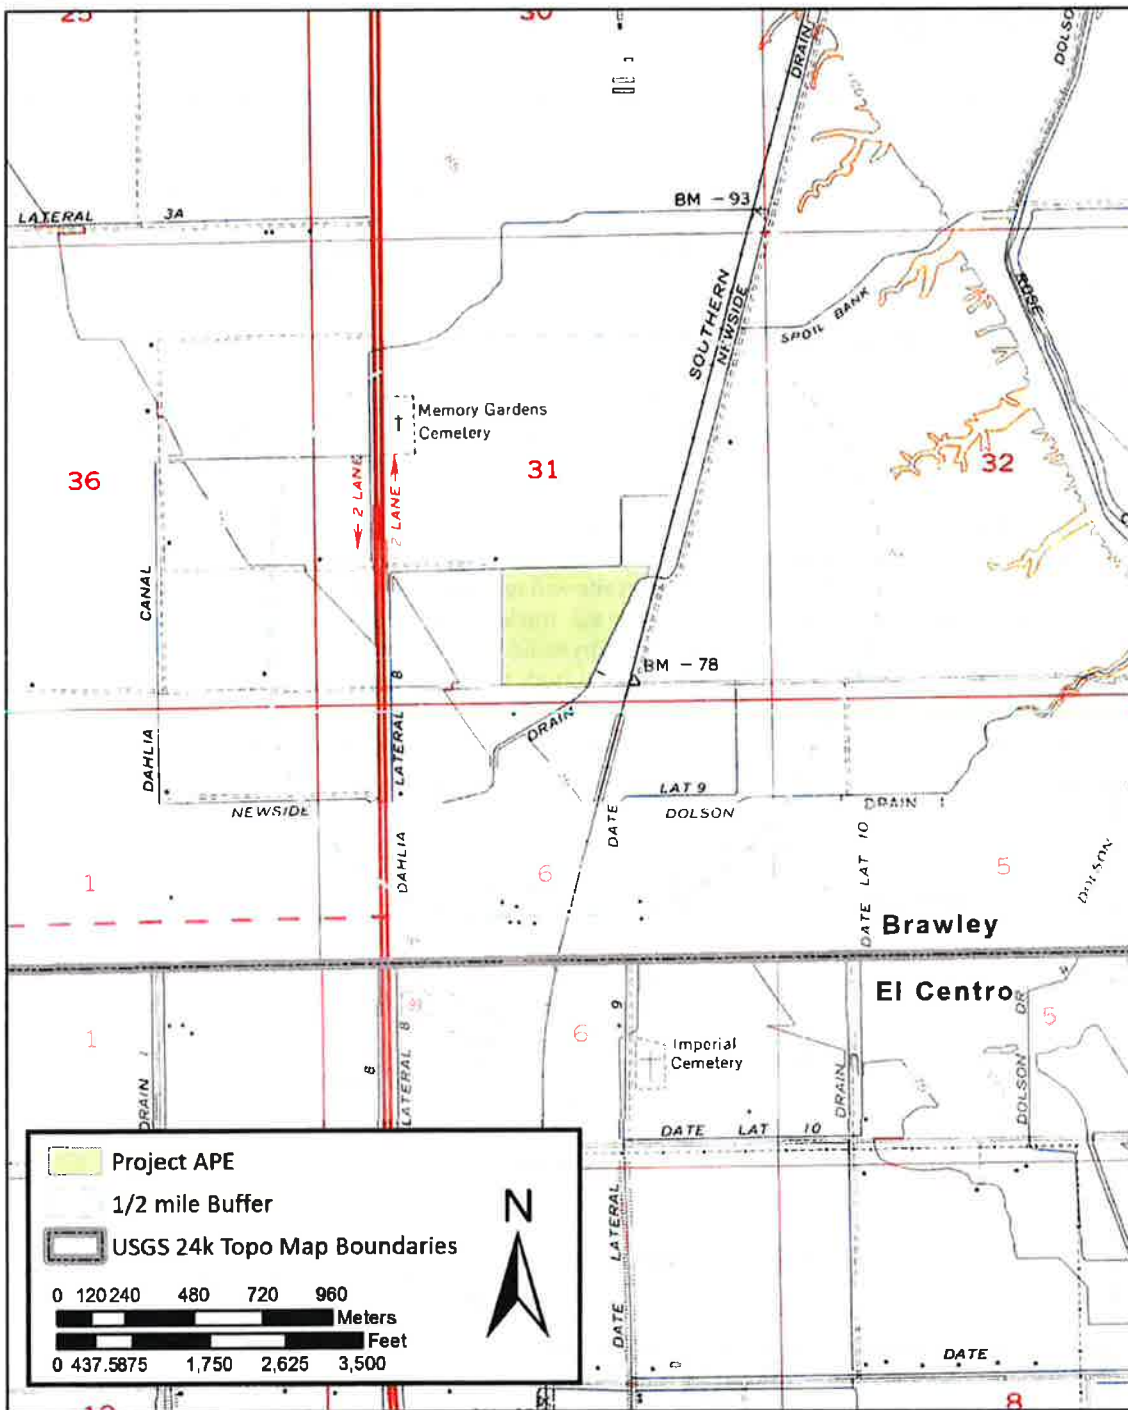 25
30
DRAIN
DOLSO
LATERAL 3A
BM – 93
SOUTHERN
NEWSIDE
SPOIL BANK
ROSE
Memory Gardens
Cemetery
36
31
32
2 LANE
2 LANE
CANAL
DAHLIA
LATERAL 8
BM – 78
DRAIN 1
NEWSIDE
LAT 9
DOLSON
DRAIN 1
DATE
DAHLIA
DATE LAT 10
DOLSON
1
6
5
Brawley
El Centro
1
6
5
DRAIN 1
8
LATERAL 8
9
Imperial
Cemetery
DRAIN
DOLSON DR
DATE LAT 10
DATE LATERAL
DATE
8
Project APE
1/2 mile Buffer
USGS 24k Topo Map Boundaries
N
0 120 240 480 720 960
Meters
Feet
0 437.5875 1,750 2,625 3,500